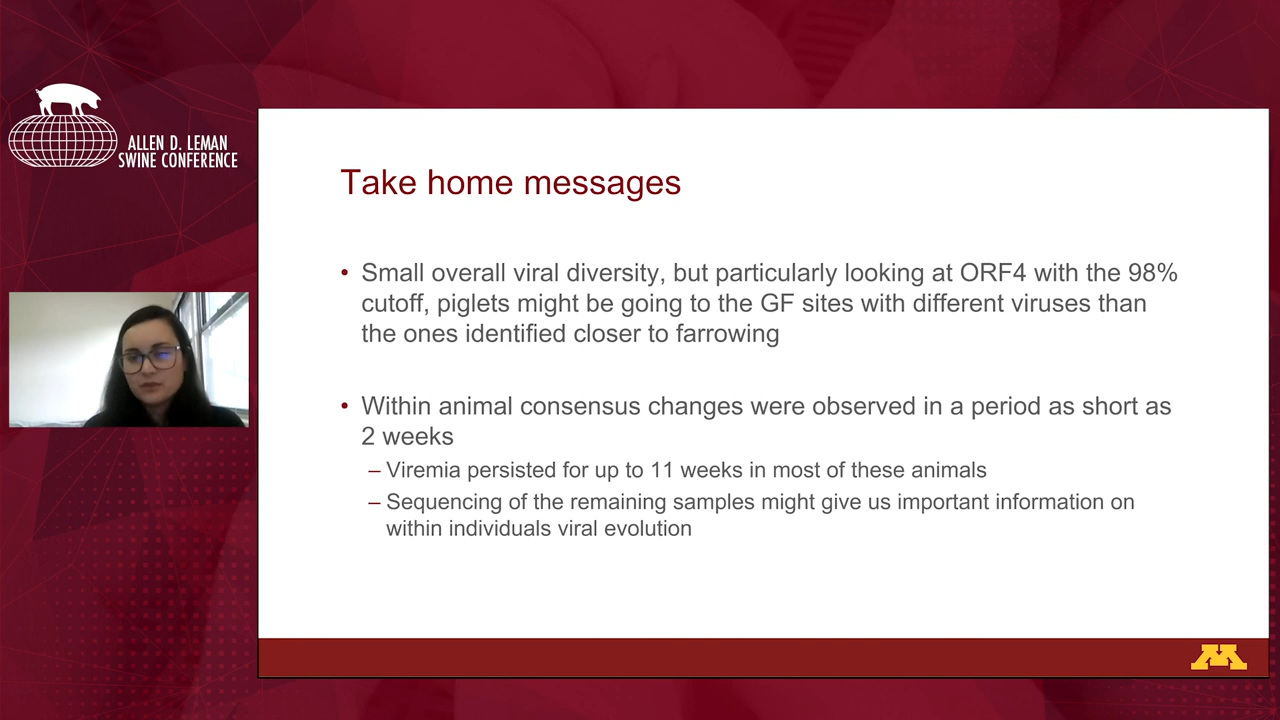 ALLEN D. LEMAN
SWINE CONFERENCE
Take home messages
• Small overall viral diversity, but particularly looking at ORF4 with the 98%
cutoff, piglets might be going to the GF sites with different viruses than
the ones identified closer to farrowing
• Within animal consensus changes were observed in a period as short as
2 weeks
– Viremia persisted for up to 11 weeks in most of these animals
– Sequencing of the remaining samples might give us important information on
within individuals viral evolution
M